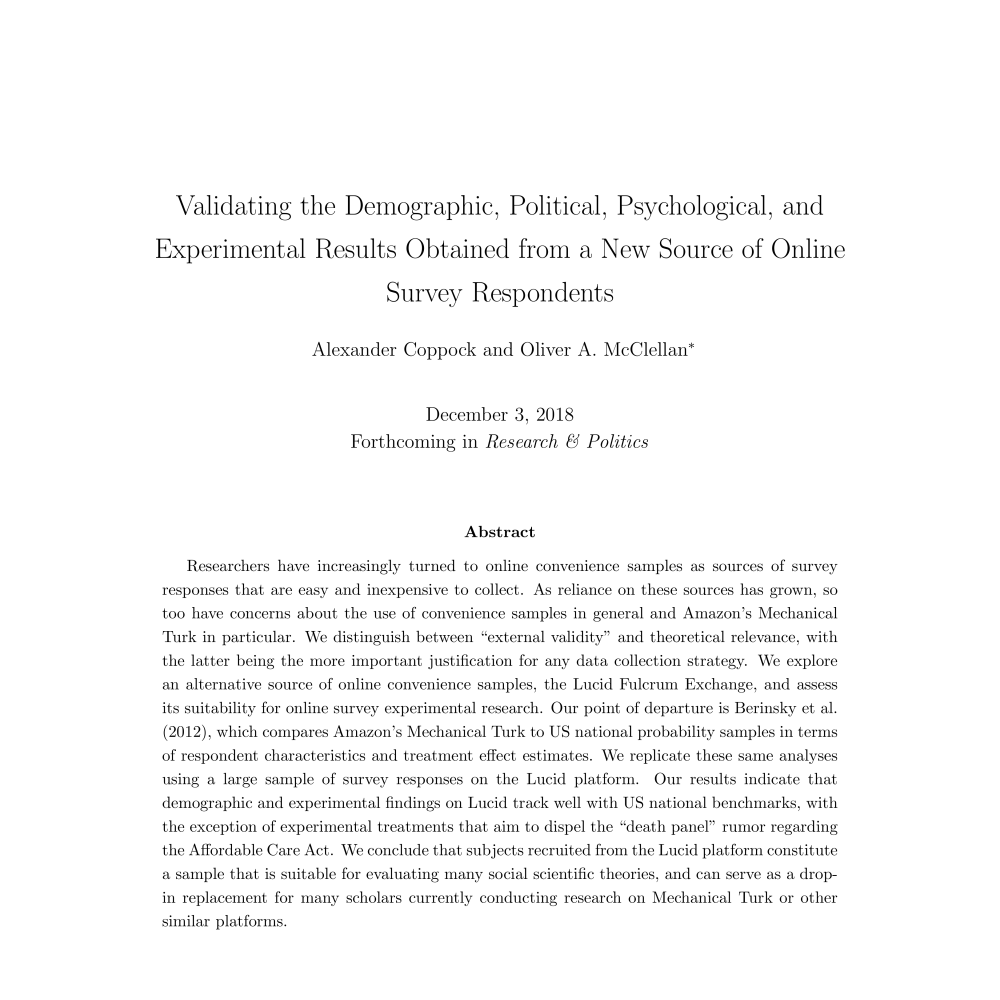 Validating the Demographic, Political, Psychological, and
Experimental Results Obtained from a New Source of Online
Survey Respondents
Alexander Coppock and Oliver A. McClellan*
December 3, 2018
Forthcoming in Research & Politics
Abstract
Researchers have increasingly turned to online convenience samples as sources of survey
responses that are easy and inexpensive to collect. As reliance on these sources has grown, so
too have concerns about the use of convenience samples in general and Amazon's Mechanical
Turk in particular. We distinguish between “external validity” and theoretical relevance, with
the latter being the more important justification for any data collection strategy. We explore
an alternative source of online convenience samples, the Lucid Fulcrum Exchange, and assess
its suitability for online survey experimental research. Our point of departure is Berinsky et al.
(2012), which compares Amazon's Mechanical Turk to US national probability samples in terms
of respondent characteristics and treatment effect estimates. We replicate these same analyses
using a large sample of survey responses on the Lucid platform. Our results indicate that
demographic and experimental findings on Lucid track well with US national benchmarks, with
the exception of experimental treatments that aim to dispel the “death panel” rumor regarding
the Affordable Care Act. We conclude that subjects recruited from the Lucid platform constitute
a sample that is suitable for evaluating many social scientific theories, and can serve as a drop-
in replacement for many scholars currently conducting research on Mechanical Turk or other
similar platforms.